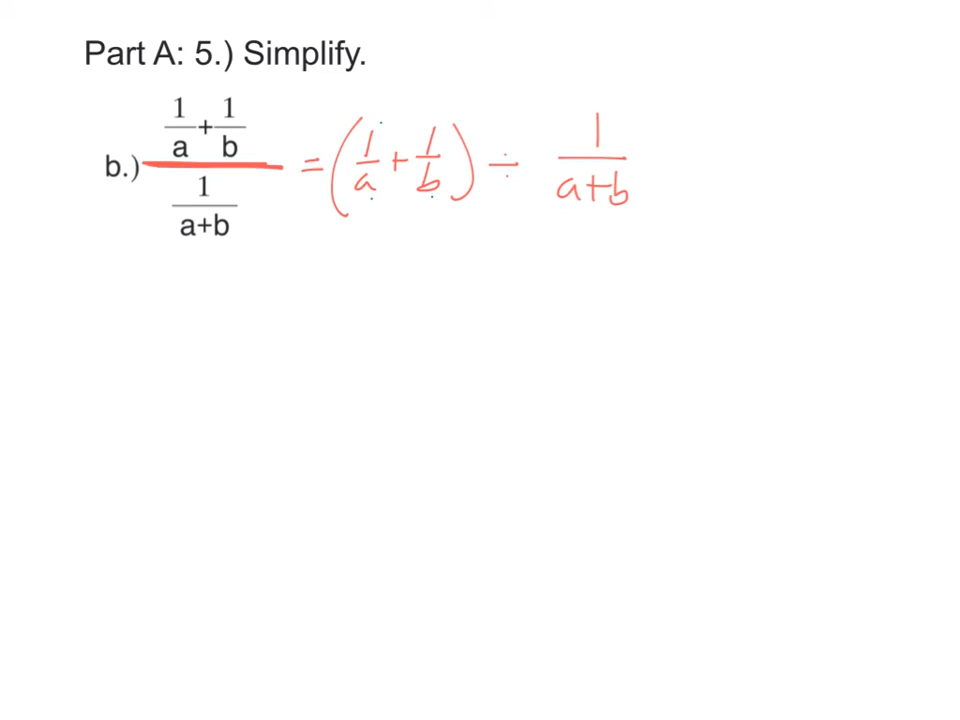 Part A: 5.) Simplify.
b.) (1/a + 1/b)/(1/(a+b)) = (1/a + 1/b) ÷ 1/(a+b)